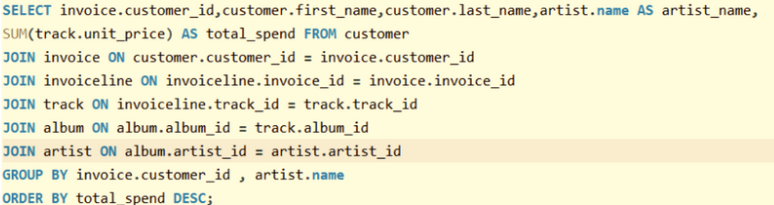 SELECT invoice.customer_id,customer.first_name,customer.last_name,artist.name AS artist_name,
SUM(track.unit_price) AS total_spend FROM customer
JOIN invoice ON customer.customer_id = invoice.customer_id
JOIN invoiceline ON invoiceline.invoice_id = invoice.invoice_id
JOIN track ON invoiceline.track_id = track.track_id
JOIN album ON album.album_id = track.album_id
JOIN artist ON album.artist_id = artist.artist_id
GROUP BY invoice.customer_id , artist.name
ORDER BY total_spend DESC;